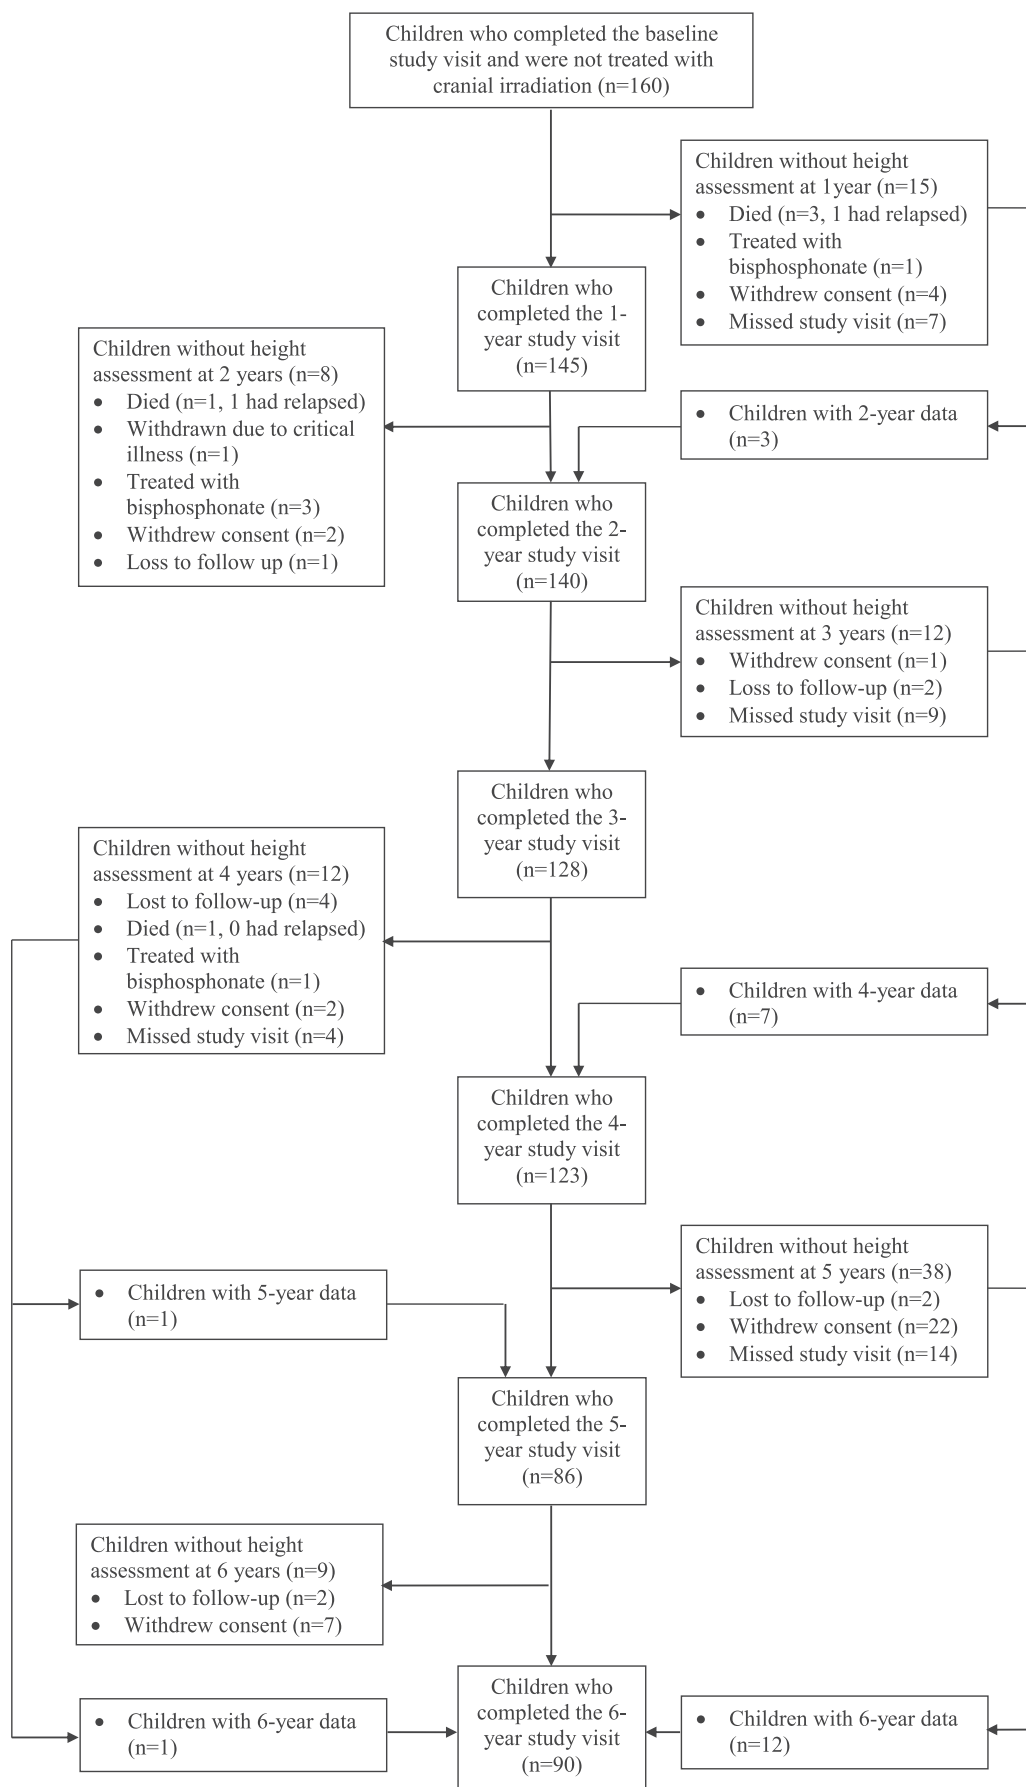 Children who completed the baseline
study visit and were not treated with
cranial irradiation (n=160)
Children without height
assessment at 1year (n=15)
• Died (n=3, 1 had relapsed)
• Treated with
bisphosphonate (n=1)
• Withdrew consent (n=4)
• Missed study visit (n=7)
Children who
completed the 1-
year study visit
(n=145)
Children without height
assessment at 2 years (n=8)
• Died (n=1, 1 had relapsed)
• Withdrawn due to critical
illness (n=1)
• Treated with
bisphosphonate (n=3)
• Withdrew consent (n=2)
• Loss to follow up (n=1)
• Children with 2-year data
(n=3)
Children who
completed the 2-
year study visit
(n=140)
Children without height
assessment at 3 years (n=12)
• Withdrew consent (n=1)
• Loss to follow-up (n=2)
• Missed study visit (n=9)
Children who
completed the 3-
year study visit
(n=128)
Children without height
assessment at 4 years (n=12)
• Lost to follow-up (n=4)
• Died (n=1, 0 had relapsed)
• Treated with
bisphosphonate (n=1)
• Withdrew consent (n=2)
• Missed study visit (n=4)
• Children with 4-year data
(n=7)
Children who
completed the 4-
year study visit
(n=123)
Children without height
assessment at 5 years (n=38)
• Lost to follow-up (n=2)
• Withdrew consent (n=22)
• Missed study visit (n=14)
• Children with 5-year data
(n=1)
Children who
completed the 5-
year study visit
(n=86)
Children without height
assessment at 6 years (n=9)
• Lost to follow-up (n=2)
• Withdrew consent (n=7)
• Children with 6-year data
(n=1)
Children who
completed the 6-
year study visit
(n=90)
• Children with 6-year data
(n=12)